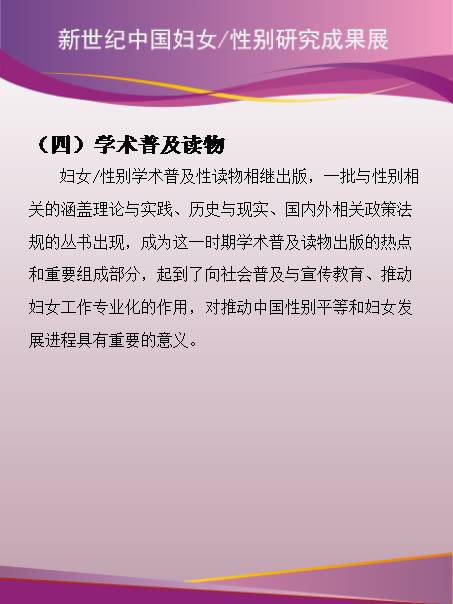 新世纪中国妇女/性别研究成果展
（四）学术普及读物
妇女/性别学术普及性读物相继出版，一批与性别相
关的涵盖理论与实践、历史与现实、国内外相关政策法
规的丛书出现，成为这一时期学术普及读物出版的热点
和重要组成部分，起到了向社会普及与宣传教育、推动
妇女工作专业化的作用，对推动中国性别平等和妇女发
展进程具有重要的意义。